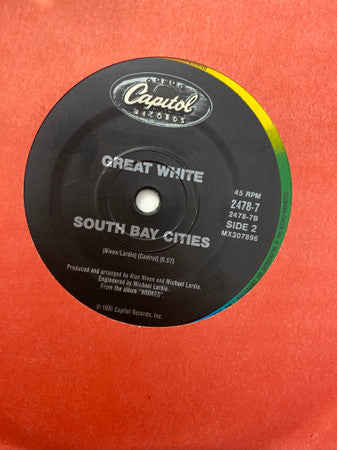 Capitol
RECORDS
GREAT WHITE
45 RPM
2478-7
2478-7B
SIDE 2
MX307896
SOUTH BAY CITIES
(Niven/Lardie) (Control) (6.07)
Produced and arranged by Alan Niven and Michael Lardie.
Engineered by Michael Lardie.
From the album "HOOKED"
℗ 1991 Capitol Records, Inc.